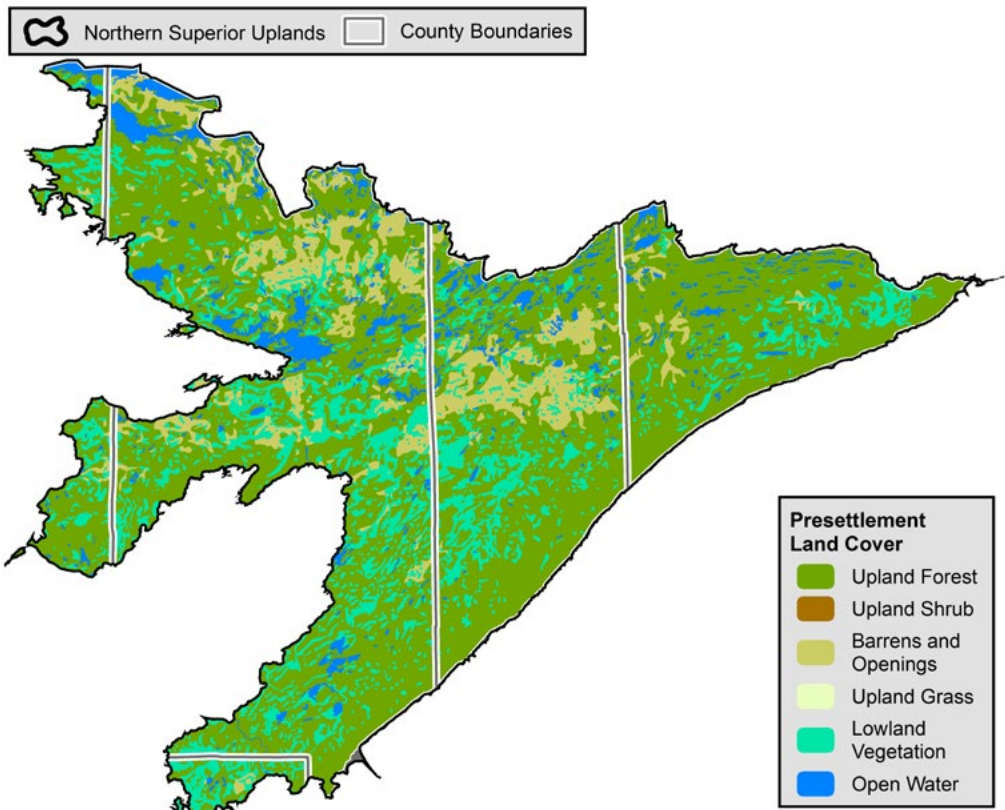 Northern Superior Uplands County Boundaries
Presettlement
Land Cover
Upland Forest
Upland Shrub
Barrens and
Openings
Upland Grass
Lowland
Vegetation
Open Water